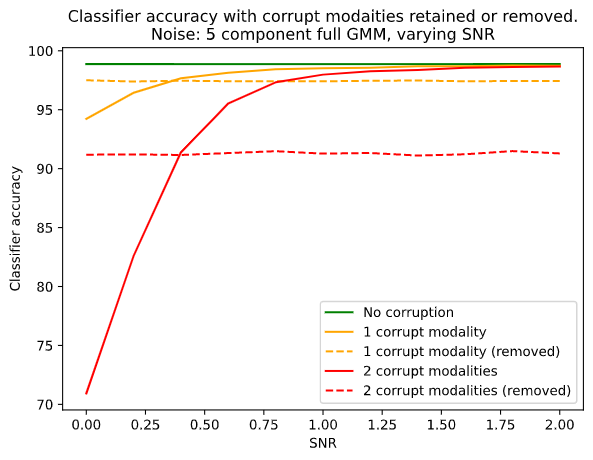 Classifier accuracy with corrupt modaities retained or removed.
Noise: 5 component full GMM, varying SNR
100
95
90
85
80
75
70
Classifier accuracy
No corruption
1 corrupt modality
1 corrupt modality (removed)
2 corrupt modalities
2 corrupt modalities (removed)
0.00 0.25 0.50 0.75 1.00 1.25 1.50 1.75 2.00
SNR